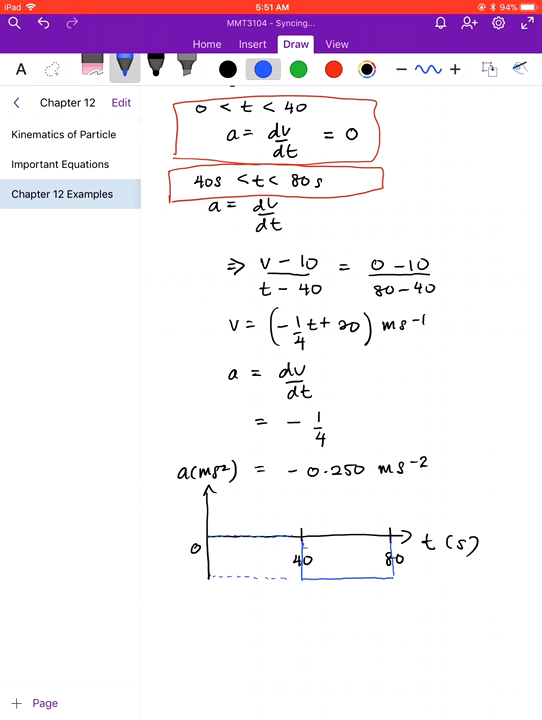 iPad 5:51 AM 94%
MMT3104 – Syncing...
Home Insert Draw View
A
Chapter 12 Edit
Kinematics of Particle
Important Equations
Chapter 12 Examples
0 < t < 40
a = dv/dt = 0
40s < t < 80s
a = dv/dt
⇒ v – 10 / t – 40 = 0 – 10 / 80 – 40
v = (– 1/4 t + 20) ms⁻¹
a = dv/dt
= – 1/4
a(ms²) = – 0.250 ms⁻²
0 40 80 t (s)
+ Page